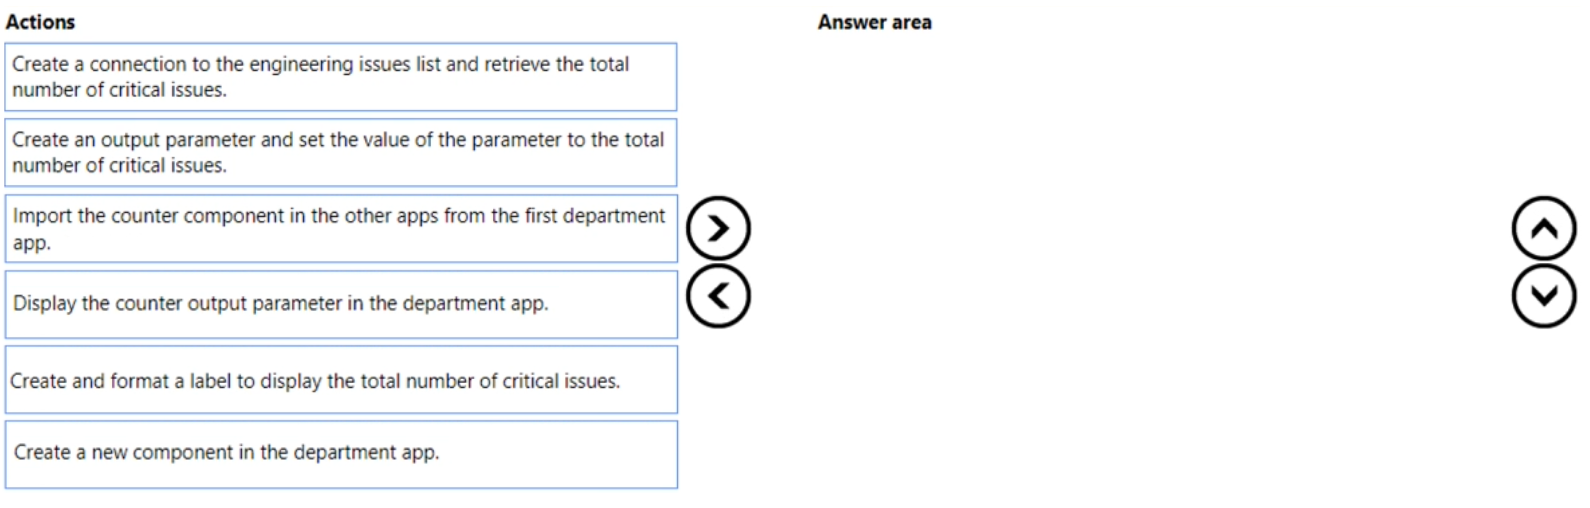 Actions
Answer area
Create a connection to the engineering issues list and retrieve the total
number of critical issues.
Create an output parameter and set the value of the parameter to the total
number of critical issues.
Import the counter component in the other apps from the first department
app.
Display the counter output parameter in the department app.
Create and format a label to display the total number of critical issues.
Create a new component in the department app.